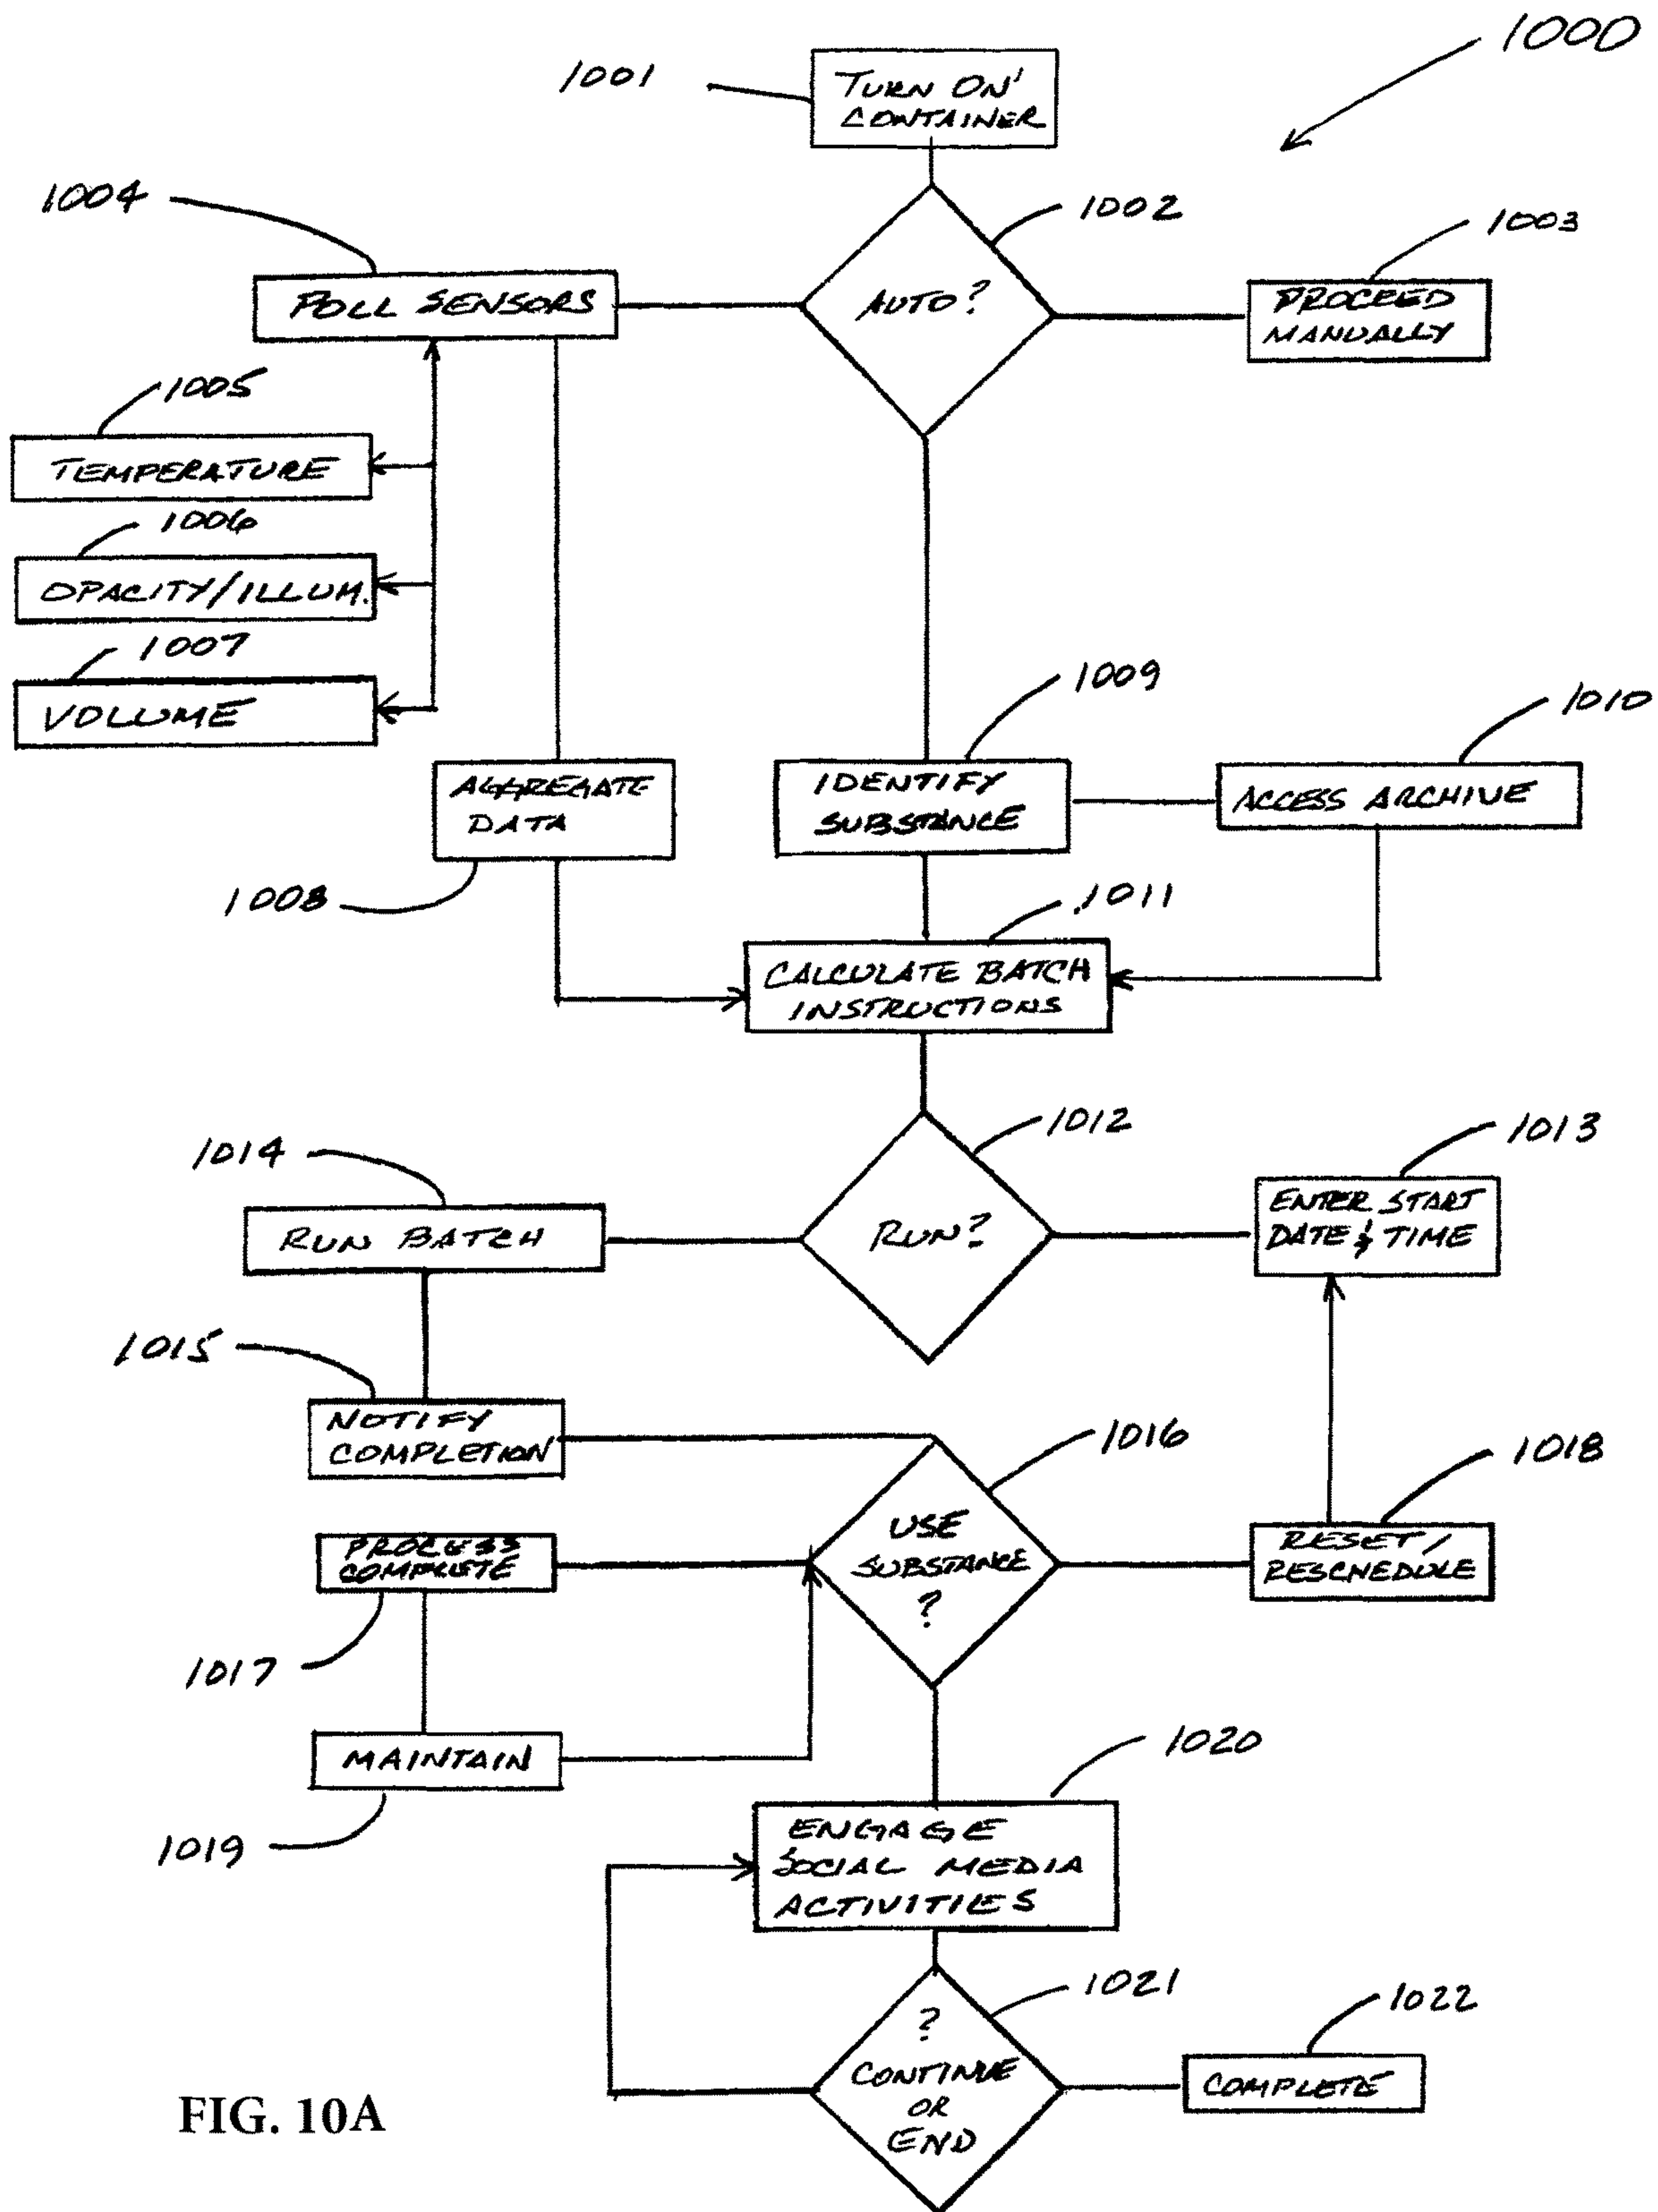 1000
1001
TURN ON'
CONTAINER
1004
1002
1003
POLL SENSORS
AUTO?
PROCEED
MANUALLY
1005
TEMPERATURE
1006
OPACITY/ILLUM.
1007
VOLUME
1009
1010
AGGREGATE
DATA
IDENTIFY
SUBSTANCE
ACCESS ARCHIVE
1008
1011
CALCULATE BATCH
INSTRUCTIONS
1012
1013
1014
RUN BATCH
RUN?
ENTER START
DATE & TIME
1015
NOTIFY
COMPLETION
1016
1018
PROCESS
COMPLETE
USE
SUBSTANCE
?
RESET/
RESCHEDULE
1017
MAINTAIN
1019
1020
ENGAGE
SOCIAL MEDIA
ACTIVITIES
1021
1022
?
CONTINUE
OR
END
COMPLETE
FIG. 10A